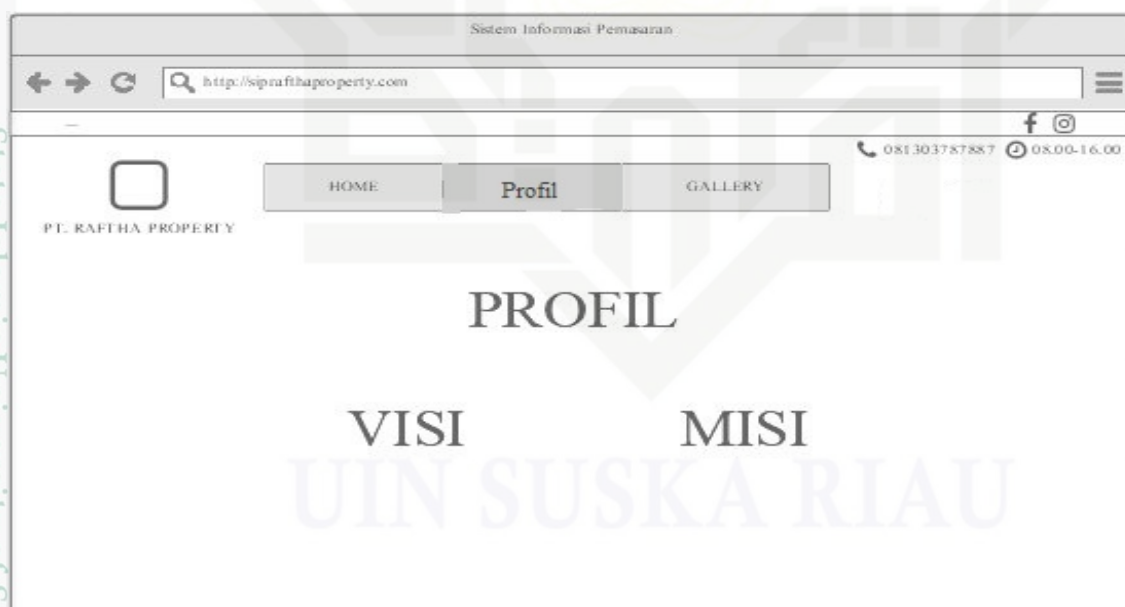 Sistem Informasi Pemasaran
http://siprafthaproperty.com
081303787887 08.00-16.00
HOME Profil GALLERY
PT. RAFTHA PROPERTY
PROFIL
VISI MISI
UIN SUSKA RIAU